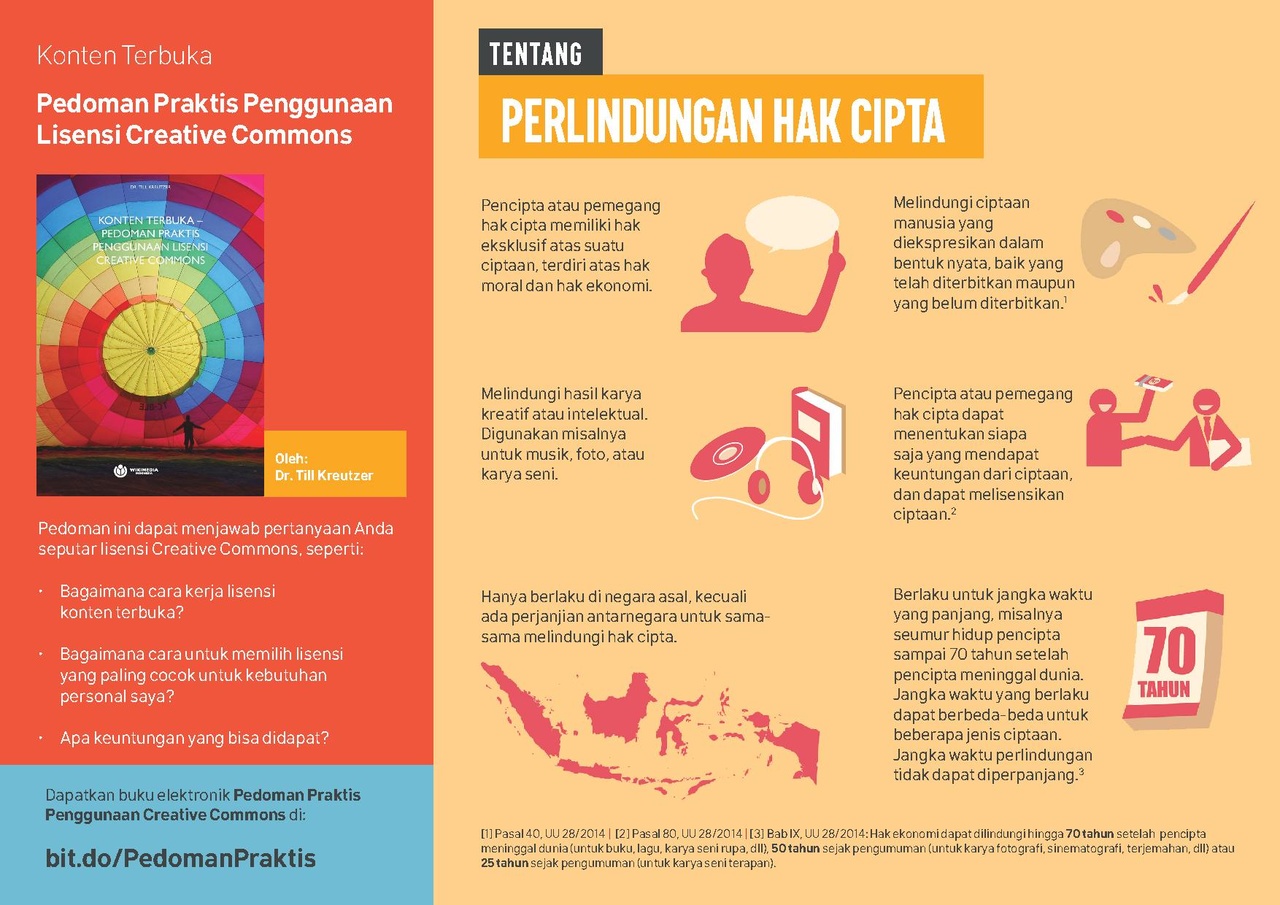 Konten Terbuka
Pedoman Praktis Penggunaan
Lisensi Creative Commons
DR. TILL KREUTZER
KONTEN TERBUKA –
PEDOMAN PRAKTIS
PENGGUNAAN LISENSI
CREATIVE COMMONS
WIKIMEDIA
Oleh:
Dr. Till Kreutzer
Pedoman ini dapat menjawab pertanyaan Anda
seputar lisensi Creative Commons, seperti:
• Bagaimana cara kerja lisensi
konten terbuka?
• Bagaimana cara untuk memilih lisensi
yang paling cocok untuk kebutuhan
personal saya?
• Apa keuntungan yang bisa didapat?
Dapatkan buku elektronik Pedoman Praktis
Penggunaan Creative Commons di:
bit.do/PedomanPraktis
TENTANG
PERLINDUNGAN HAK CIPTA
Pencipta atau pemegang
hak cipta memiliki hak
eksklusif atas suatu
ciptaan, terdiri atas hak
moral dan hak ekonomi.
Melindungi ciptaan
manusia yang
diekspresikan dalam
bentuk nyata, baik yang
telah diterbitkan maupun
yang belum diterbitkan.¹
Melindungi hasil karya
kreatif atau intelektual.
Digunakan misalnya
untuk musik, foto, atau
karya seni.
Pencipta atau pemegang
hak cipta dapat
menentukan siapa
saja yang mendapat
keuntungan dari ciptaan,
dan dapat melisensikan
ciptaan.²
Hanya berlaku di negara asal, kecuali
ada perjanjian antarnegara untuk sama-
sama melindungi hak cipta.
Berlaku untuk jangka waktu
yang panjang, misalnya
seumur hidup pencipta
sampai 70 tahun setelah
pencipta meninggal dunia.
Jangka waktu yang berlaku
dapat berbeda-beda untuk
beberapa jenis ciptaan.
Jangka waktu perlindungan
tidak dapat diperpanjang.³
70
TAHUN
[1] Pasal 40, UU 28/2014 | [2] Pasal 80, UU 28/2014 | [3] Bab IX, UU 28/2014: Hak ekonomi dapat dilindungi hingga 70 tahun setelah pencipta
meninggal dunia (untuk buku, lagu, karya seni rupa, dll), 50 tahun sejak pengumuman (untuk karya fotografi, sinematografi, terjemahan, dll) atau
25 tahun sejak pengumuman (untuk karya seni terapan).